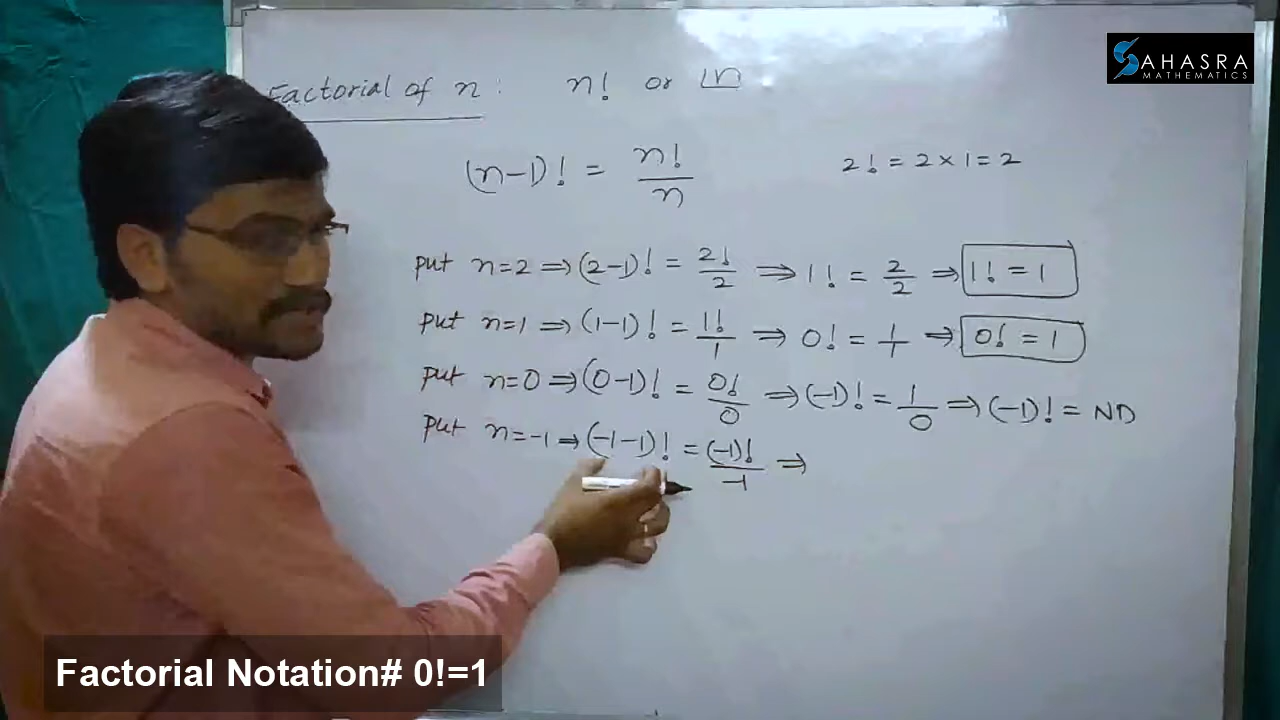 SAHASRA
MATHEMATICS
Factorial of n : n! or |n
(n-1)! = n!/n
2! = 2 × 1 = 2
put n=2 ⇒ (2-1)! = 2!/2 ⇒ 1! = 2/2 ⇒ 1! = 1
put n=1 ⇒ (1-1)! = 1!/1 ⇒ 0! = 1/1 ⇒ 0! = 1
put n=0 ⇒ (0-1)! = 0!/0 ⇒ (-1)! = 1/0 ⇒ (-1)! = ND
put n=-1 ⇒ (-1-1)! = (-1)!/-1 ⇒
Factorial Notation# 0!=1